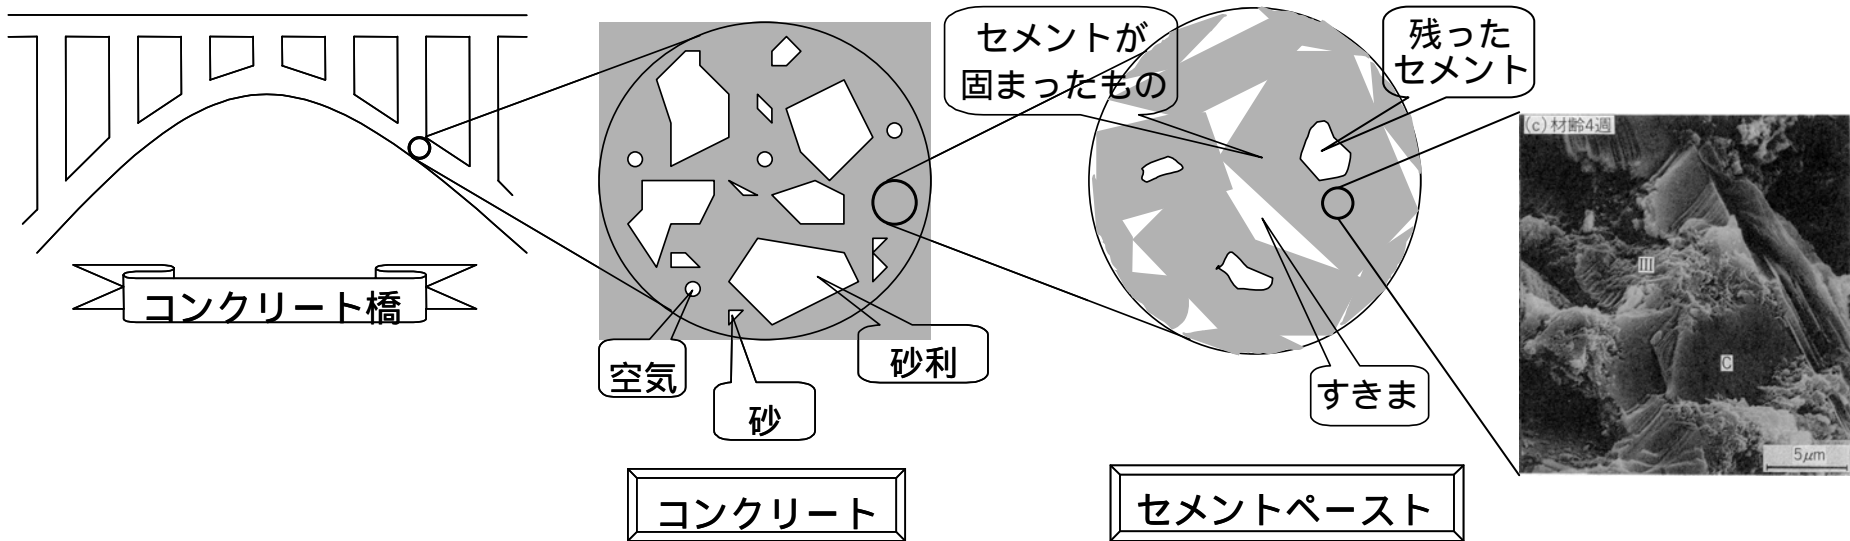 コンクリート橋
空気
砂
砂利
コンクリート
セメントが
固まったもの
残った
セメント
すきま
セメントペースト
(c)材齢4週
III
C
5μm